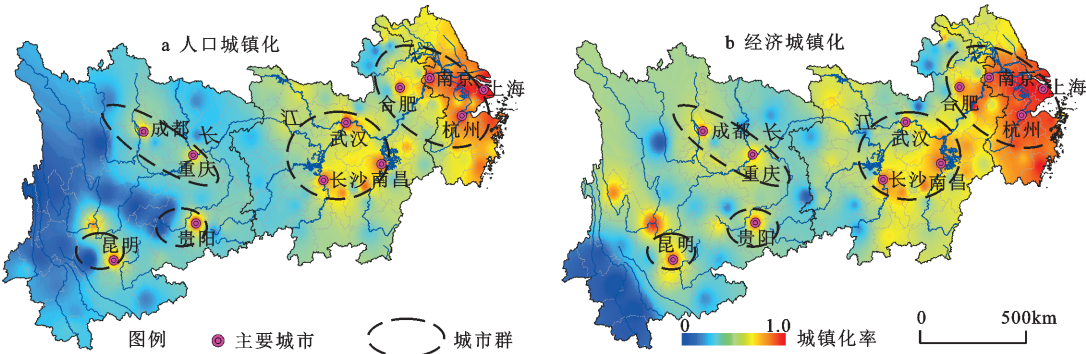 a 人口城镇化
南京
上海
合肥
杭州
江
武汉
成都
长
重庆
长沙
南昌
贵阳
昆明
b 经济城镇化
南京
上海
合肥
杭州
江
武汉
成都
长
重庆
长沙
南昌
贵阳
昆明
图例
主要城市
城市群
0
1.0
城镇化率
0
500km